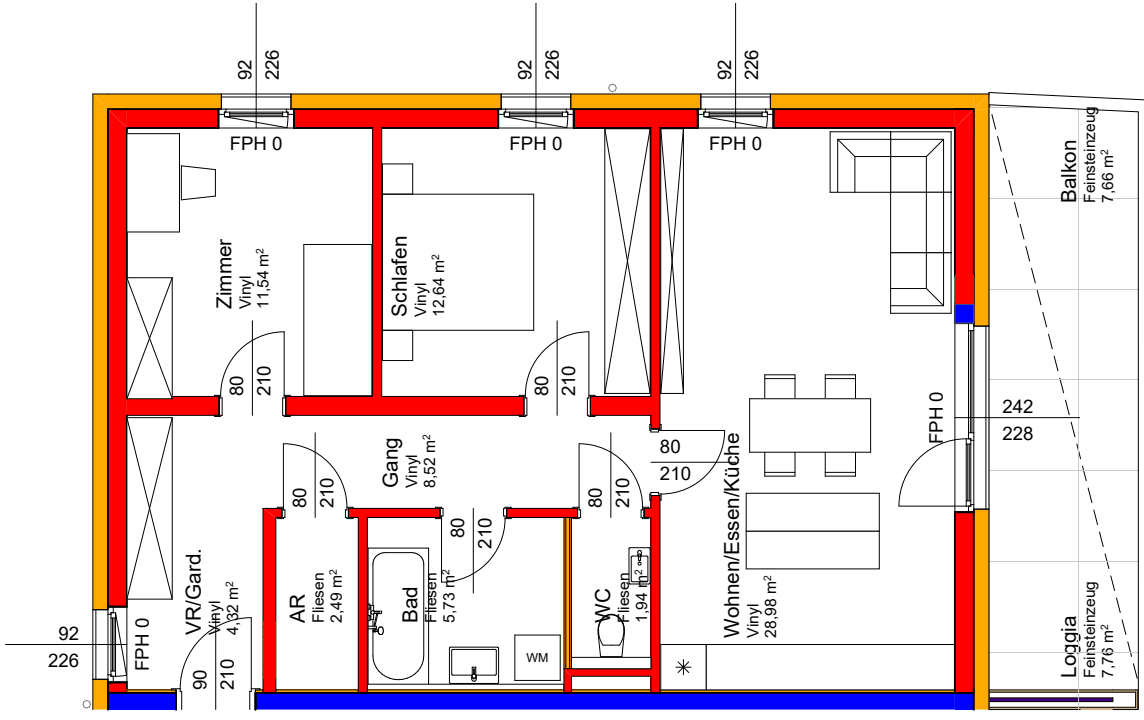 92
226
92
226
92
226
FPH 0
FPH 0
FPH 0
Zimmer
Vinyl
11,54 m²
Schlafen
Vinyl
12,64 m²
Balkon
Feinsteinzeug
7,66 m²
80
210
80
210
FPH 0
242
228
Gang
Vinyl
8,52 m²
80
210
80
210
80
210
80
210
VR/Gard.
Vinyl
4,32 m²
AR
Fliesen
2,49 m²
Bad
Fliesen
5,73 m²
WC
Fliesen
1,94 m²
Wohnen/Essen/Küche
Vinyl
28,98 m²
Loggia
Feinsteinzeug
7,76 m²
92
226
FPH 0
90
210
WM